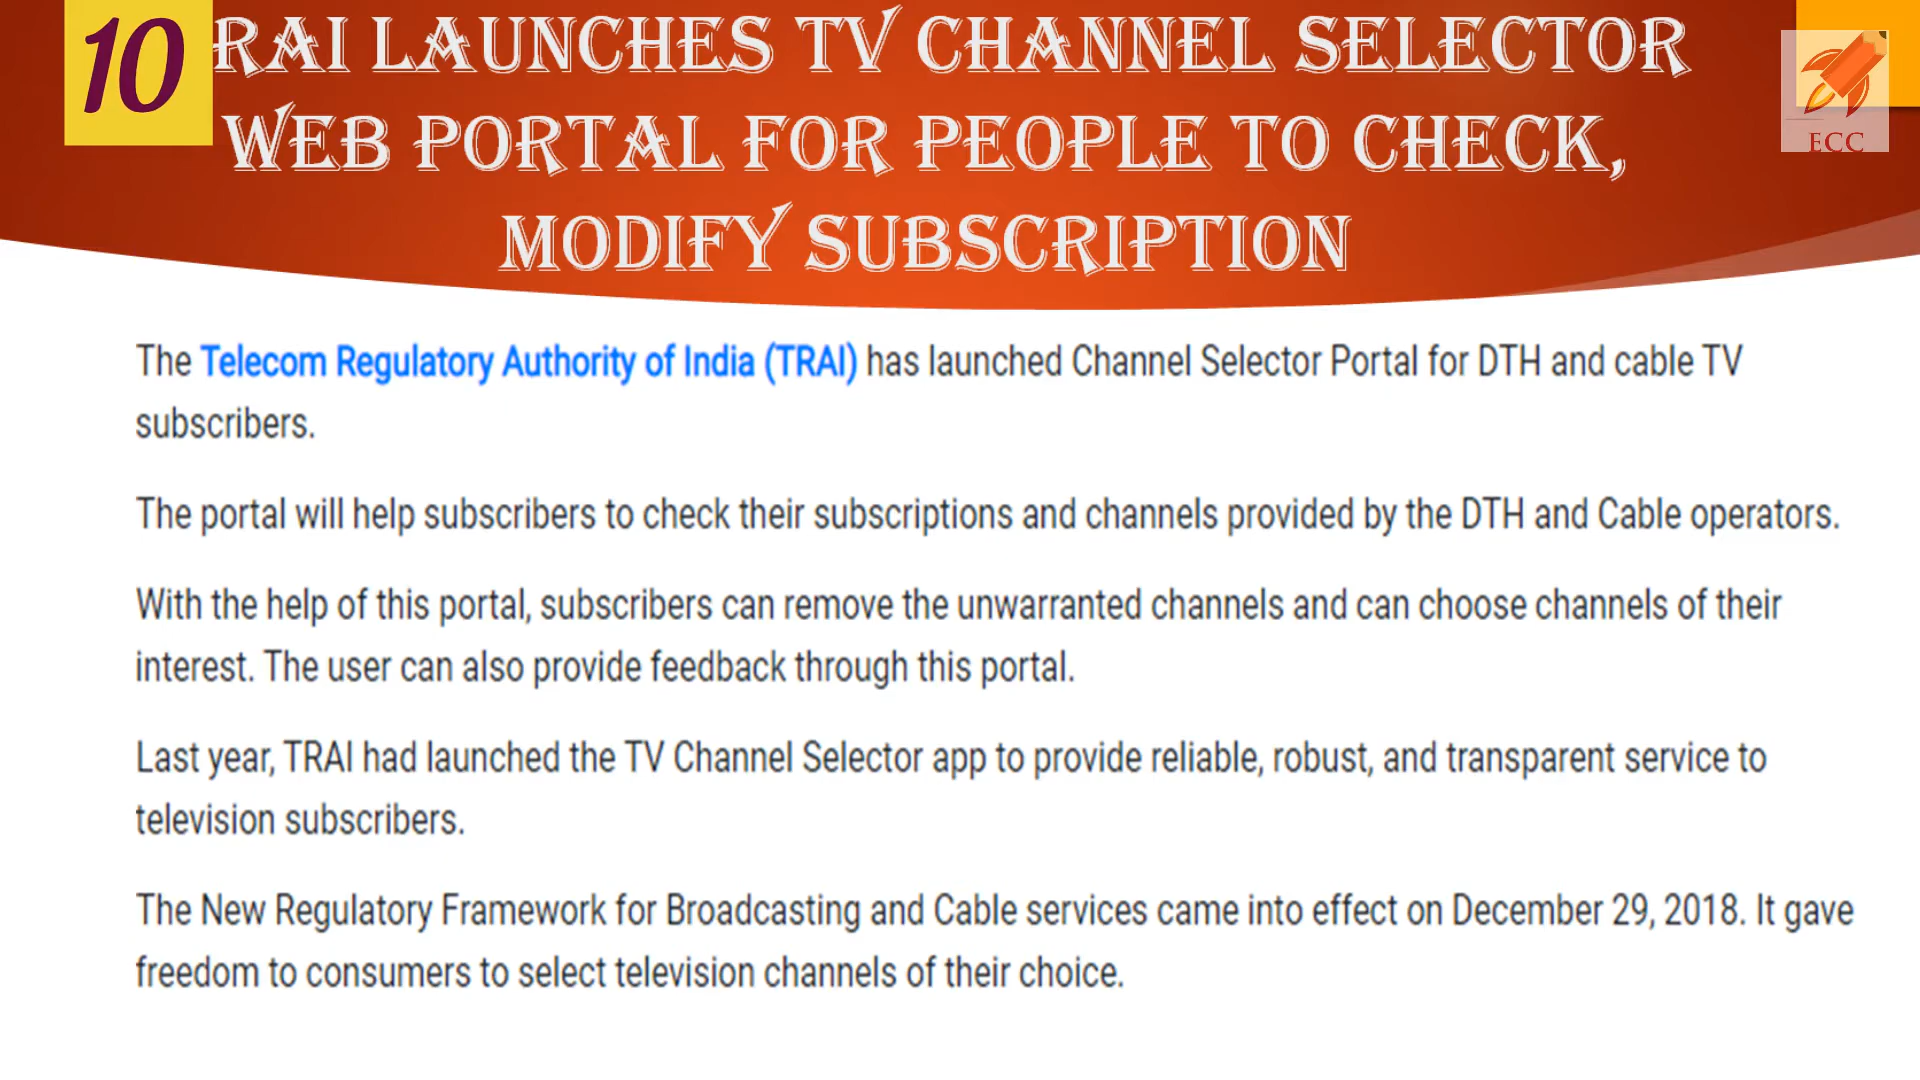 10
RAI LAUNCHES TV CHANNEL SELECTOR
WEB PORTAL FOR PEOPLE TO CHECK,
MODIFY SUBSCRIPTION
ECC
The Telecom Regulatory Authority of India (TRAI) has launched Channel Selector Portal for DTH and cable TV
subscribers.
The portal will help subscribers to check their subscriptions and channels provided by the DTH and Cable operators.
With the help of this portal, subscribers can remove the unwarranted channels and can choose channels of their
interest. The user can also provide feedback through this portal.
Last year, TRAI had launched the TV Channel Selector app to provide reliable, robust, and transparent service to
television subscribers.
The New Regulatory Framework for Broadcasting and Cable services came into effect on December 29, 2018. It gave
freedom to consumers to select television channels of their choice.